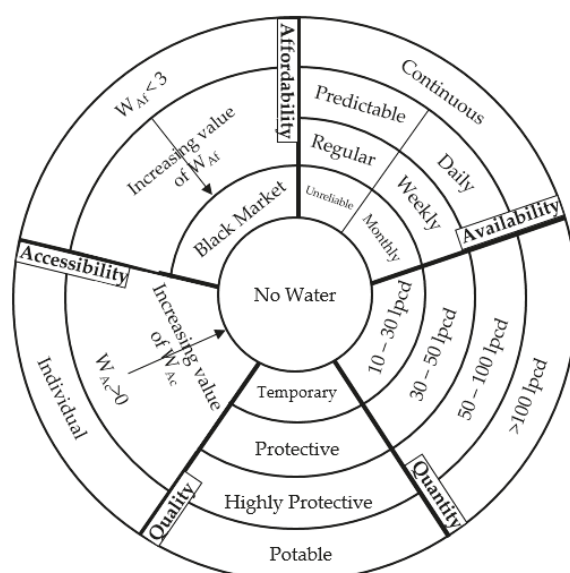 Affordability
Continuous
Predictable
Daily
Regular
Weekly
Unreliable
Monthly
Availability
10 – 30 lpcd
30 – 50 lpcd
50 – 100 lpcd
>100 lpcd
Quantity
Temporary
Protective
Highly Protective
Potable
Quality
Individual
W_Ac>0
Increasing value
of W_Ac
Accessibility
W_Af < 3
Increasing value
of W_Af
Black Market
No Water